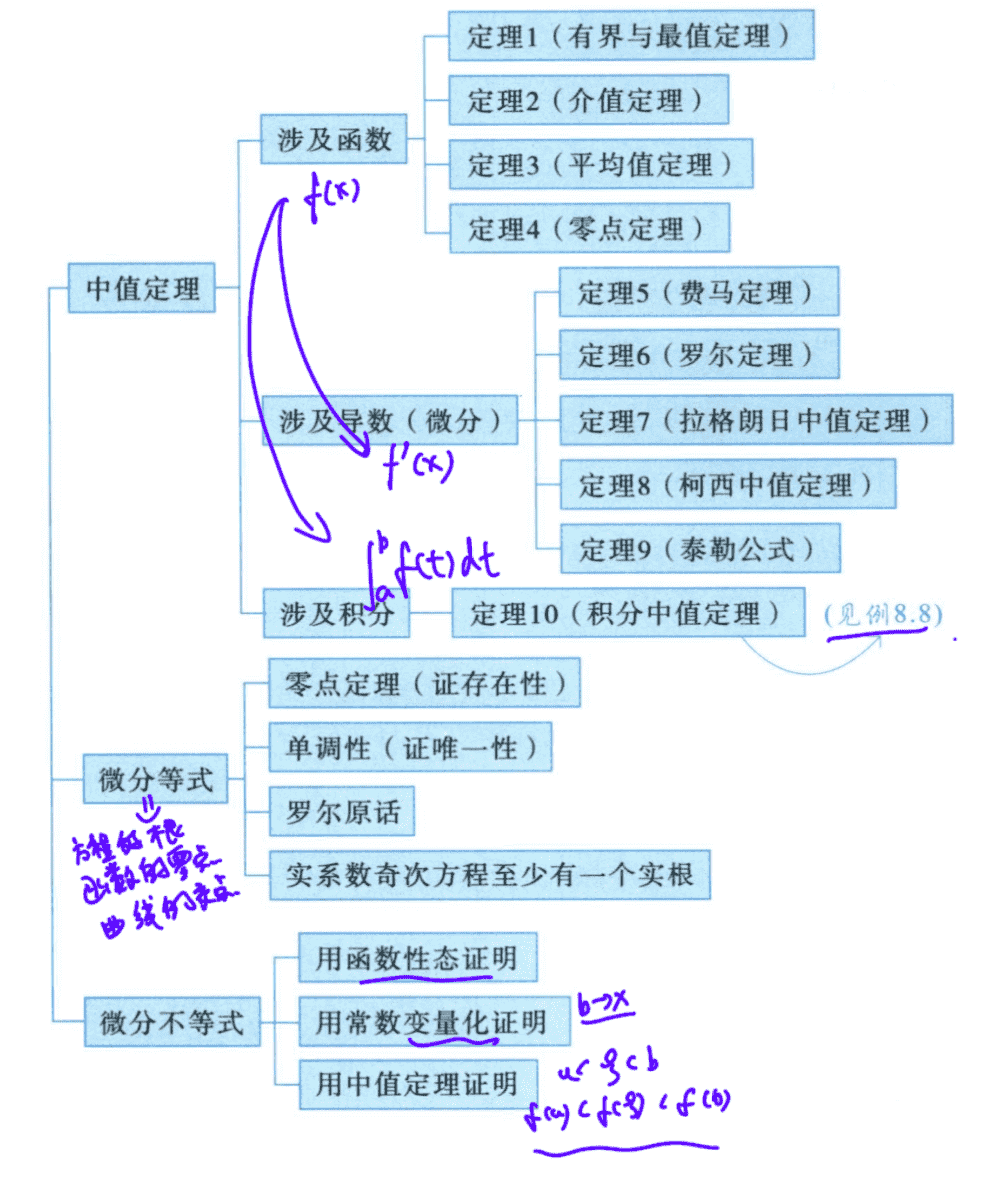 定理1（有界与最值定理）
定理2（介值定理）
涉及函数
定理3（平均值定理）
f(x)
定理4（零点定理）
中值定理
定理5（费马定理）
定理6（罗尔定理）
涉及导数（微分）
定理7（拉格朗日中值定理）
f'(x)
定理8（柯西中值定理）
定理9（泰勒公式）
∫_a^b f(t)dt
涉及积分
定理10（积分中值定理）
(见例8.8)
零点定理（证存在性）
单调性（证唯一性）
微分等式
罗尔原话
方程的根
函数的零点
曲线的交点
实系数奇次方程至少有一个实根
用函数性态证明
微分不等式
用常数变量化证明
b→x
用中值定理证明
a<ξ<b
f(a)<f(ξ)<f(b)